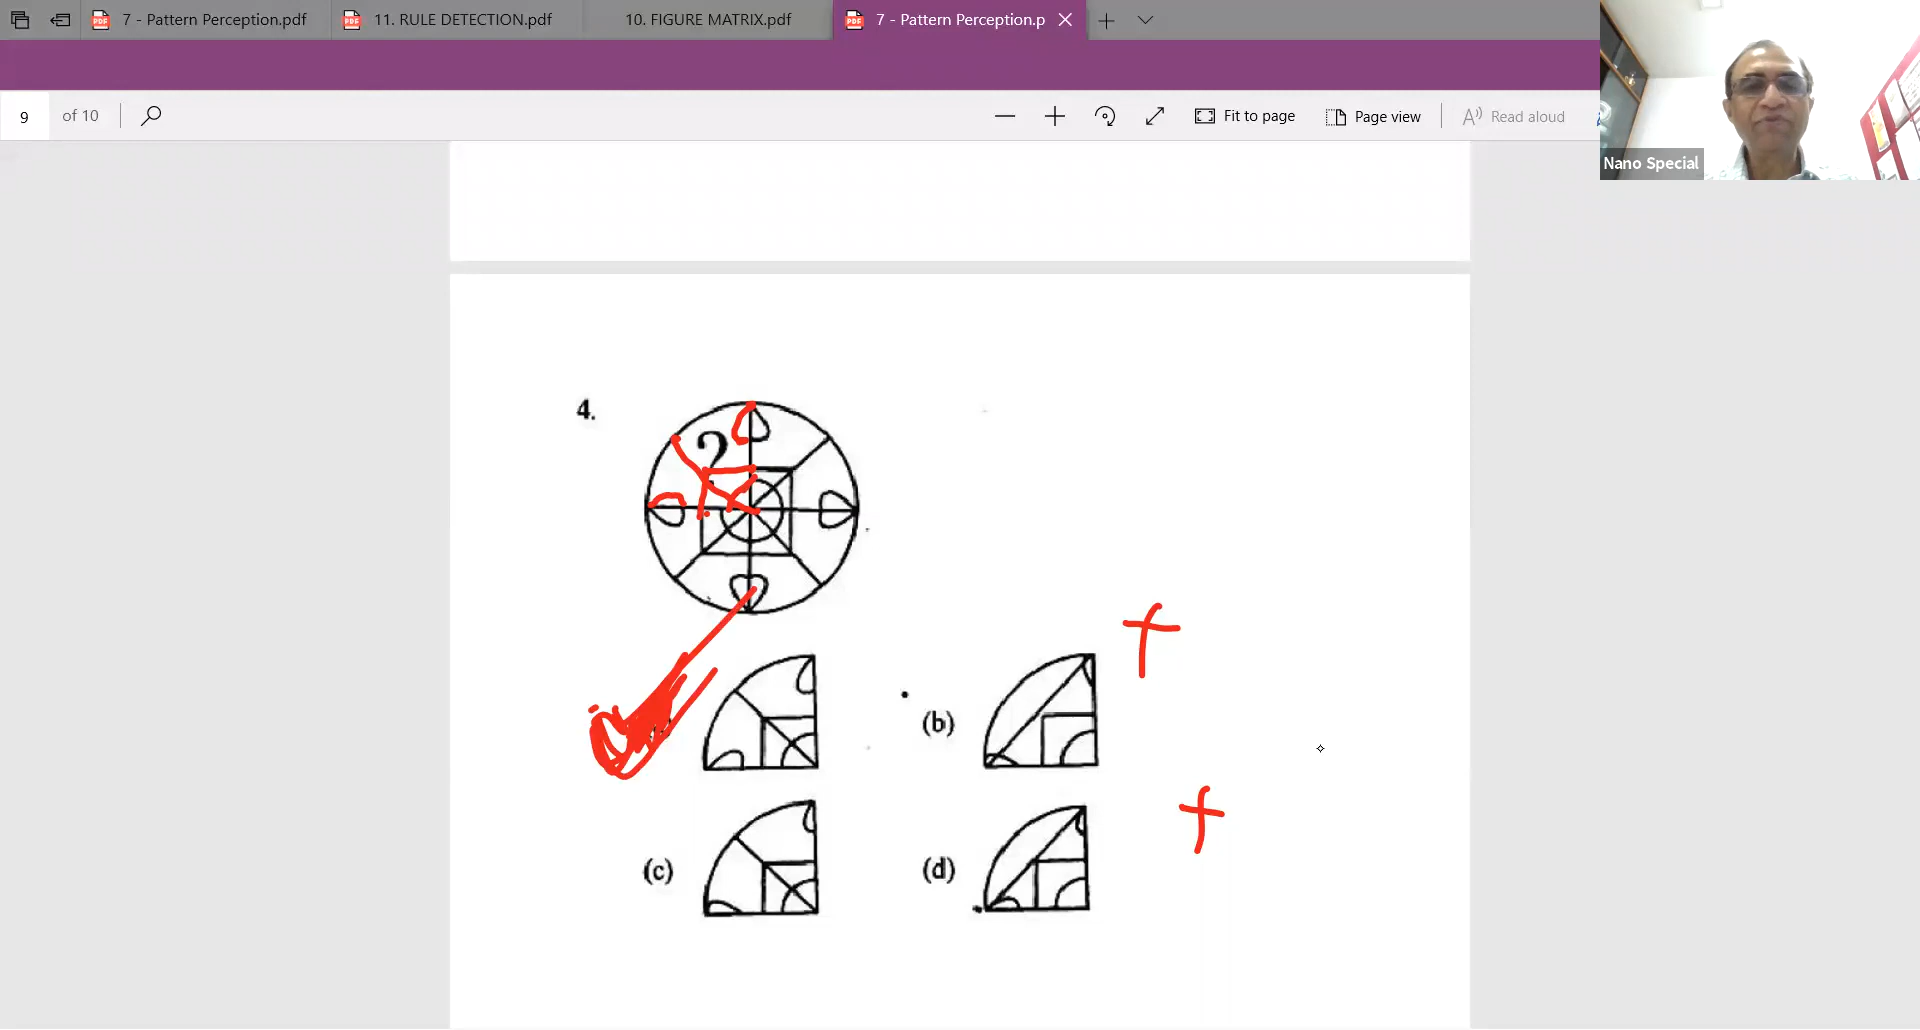 7 - Pattern Perception.pdf
11. RULE DETECTION.pdf
10. FIGURE MATRIX.pdf
7 - Pattern Perception.p
9 of 10
Fit to page
Page view
Read aloud
Nano Special
4.
?
(b)
(c)
(d)